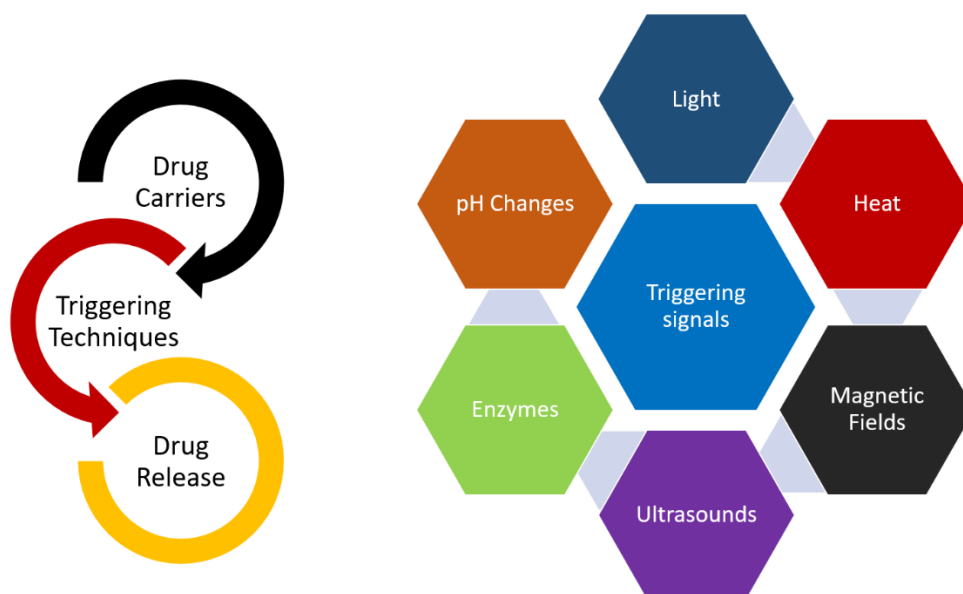 Drug
Carriers
Triggering
Techniques
Drug
Release
Light
pH Changes
Heat
Triggering
signals
Enzymes
Magnetic
Fields
Ultrasounds